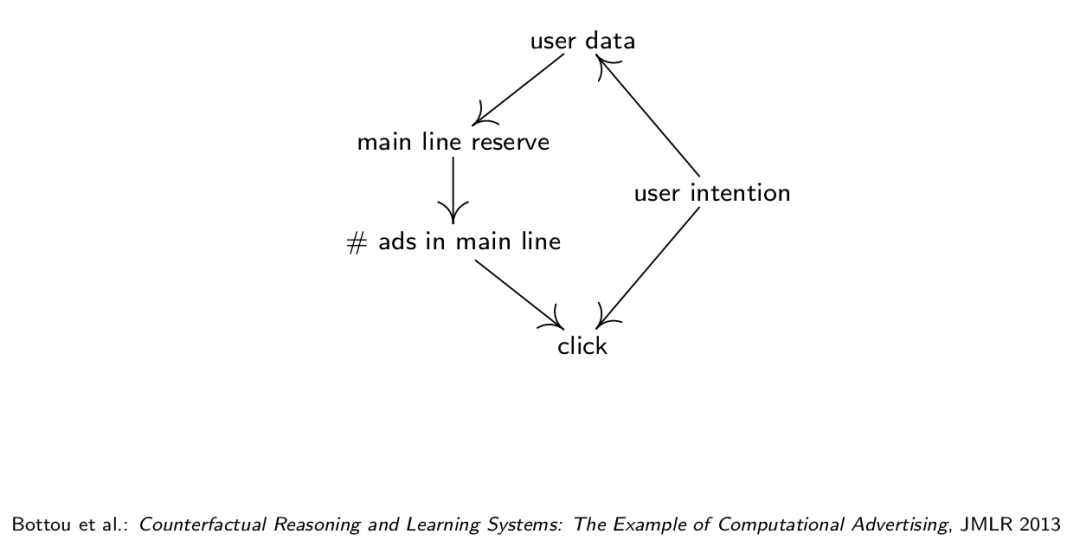 user data
main line reserve
user intention
# ads in main line
click
Bottou et al.: Counterfactual Reasoning and Learning Systems: The Example of Computational Advertising, JMLR 2013